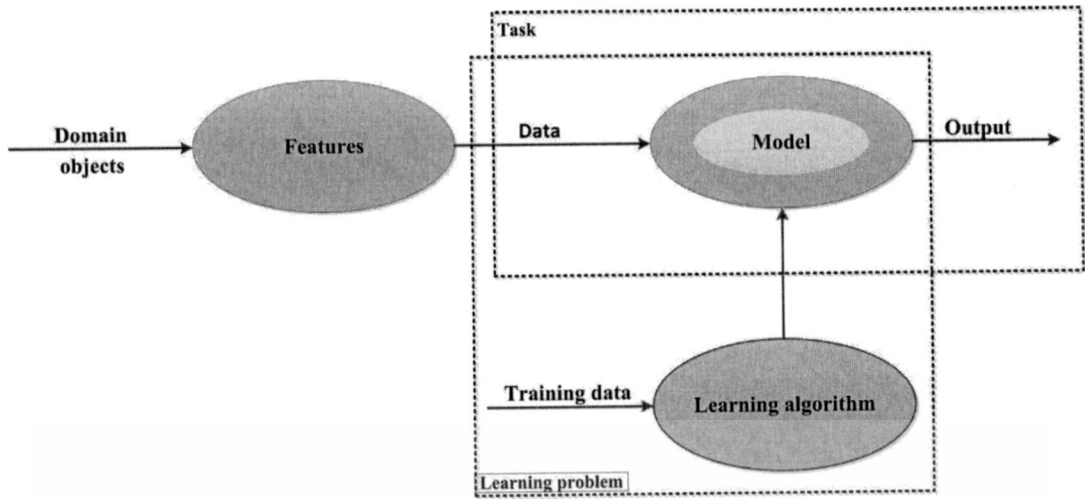 Task
Domain
objects
Features
Data
Model
Output
Training data
Learning algorithm
Learning problem